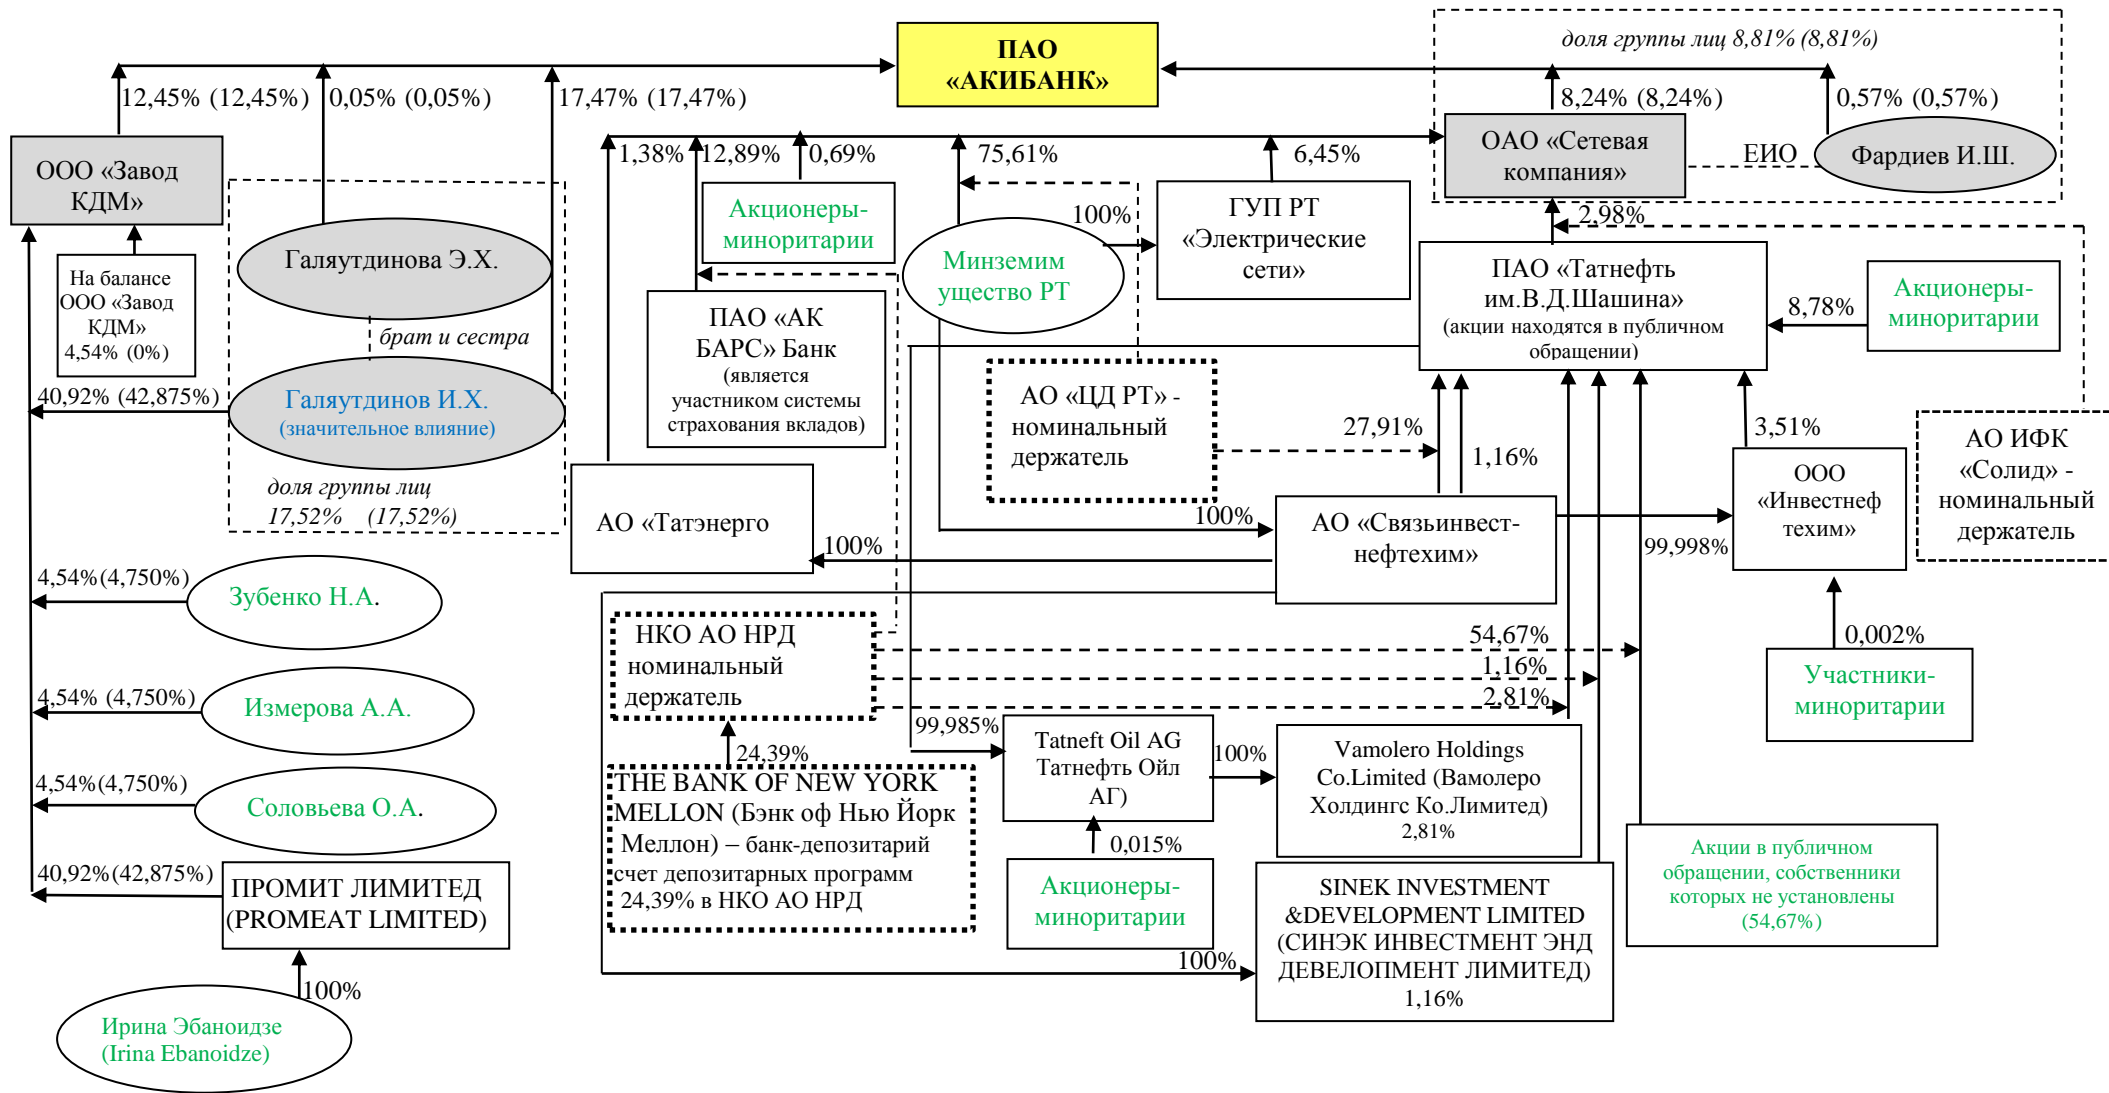 ПАО
«АКИБАНК»
доля группы лиц 8,81% (8,81%)
12,45% (12,45%)
0,05% (0,05%)
17,47% (17,47%)
8,24% (8,24%)
0,57% (0,57%)
ООО «Завод
КДМ»
1,38%
12,89%
0,69%
75,61%
6,45%
ОАО «Сетевая
компания»
ЕИО
Фардиев И.Ш.
Акционеры-
миноритарии
100%
ГУП РТ
«Электрические
сети»
2,98%
На балансе
ООО «Завод
КДМ»
4,54% (0%)
Галяутдинова Э.Х.
брат и сестра
Минземим
ущество РТ
ПАО «Татнефть
им.В.Д.Шашина»
(акции находятся в публичном
обращении)
8,78%
Акционеры-
миноритарии
ПАО «АК
БАРС» Банк
(является
участником системы
страхования вкладов)
40,92% (42,875%)
Галяутдинов И.Х.
(значительное влияние)
АО «ЦД РТ» -
номинальный
держатель
27,91%
1,16%
3,51%
АО ИФК
«Солид» -
номинальный
держатель
доля группы лиц
17,52% (17,52%)
АО «Татэнерго
100%
100%
АО «Связьинвест-
нефтехим»
99,998%
ООО
«Инвестнеф
техим»
4,54%(4,750%)
Зубенко Н.А.
НКО АО НРД
номинальный
держатель
54,67%
1,16%
2,81%
0,002%
Участники-
миноритарии
4,54% (4,750%)
Измерова А.А.
24,39%
99,985%
Tatneft Oil AG
Татнефть Ойл
АГ)
100%
Vamolero Holdings
Co.Limited (Вамолеро
Холдингс Ко.Лимитед)
2,81%
4,54%(4,750%)
Соловьева О.А.
THE BANK OF NEW YORK
MELLON (Бэнк оф Нью Йорк
Меллон) – банк-депозитарий
счет депозитарных программ
24,39% в НКО АО НРД
0,015%
Акционеры-
миноритарии
Акции в публичном
обращении, собственники
которых не установлены
(54,67%)
40,92%(42,875%)
ПРОМИТ ЛИМИТЕД
(PROMEAT LIMITED)
100%
SINEK INVESTMENT
&DEVELOPMENT LIMITED
(СИНЭК ИНВЕСТМЕНТ ЭНД
ДЕВЕЛОПМЕНТ ЛИМИТЕД)
1,16%
100%
Ирина Эбаноидзе
(Irina Ebanoidze)